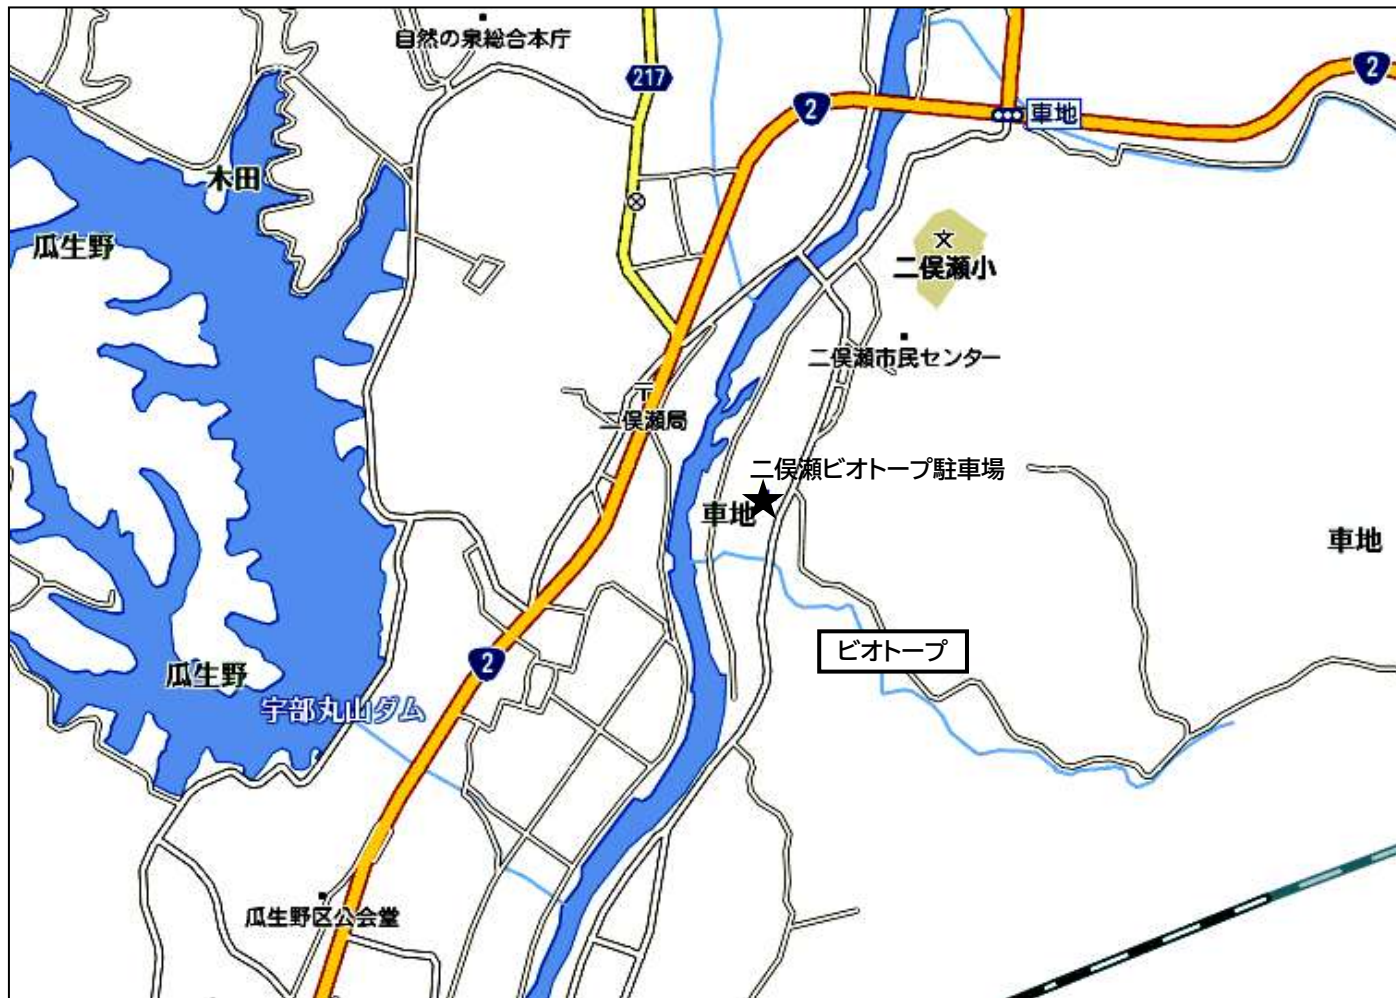 自然の泉総合本庁
217
2
2
車地
木田
瓜生野
文
二俣瀬小
二俣瀬市民センター
二俣瀬局
二俣瀬ビオトープ駐車場
車地
車地
ビオトープ
2
瓜生野
宇部丸山ダム
瓜生野区公会堂